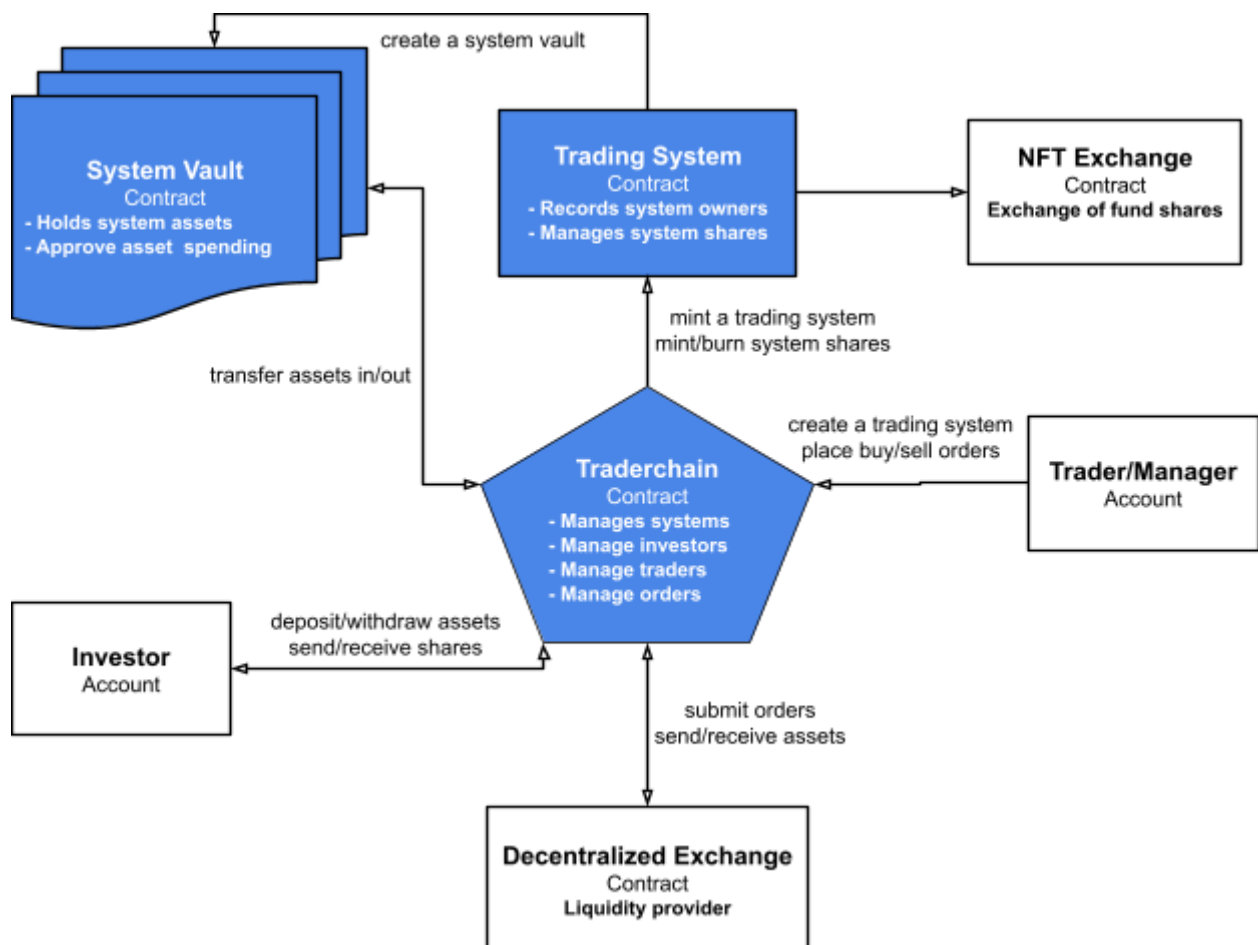 create a system vault
System Vault
Contract
- Holds system assets
- Approve asset  spending
Trading System
Contract
- Records system owners
- Manages system shares
NFT Exchange
Contract
Exchange of fund shares
mint a trading system
mint/burn system shares
transfer assets in/out
create a trading system
place buy/sell orders
Traderchain
Contract
- Manages systems
- Manage investors
- Manage traders
- Manage orders
Trader/Manager
Account
deposit/withdraw assets
send/receive shares
Investor
Account
submit orders
send/receive assets
Decentralized Exchange
Contract
Liquidity provider